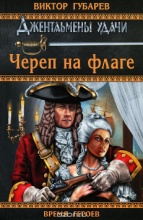 ВИКТОР ГУБАРЕВ
Джентльмены удачи
Череп на флаге
ВРЕМЯ ГЕРОЕВ